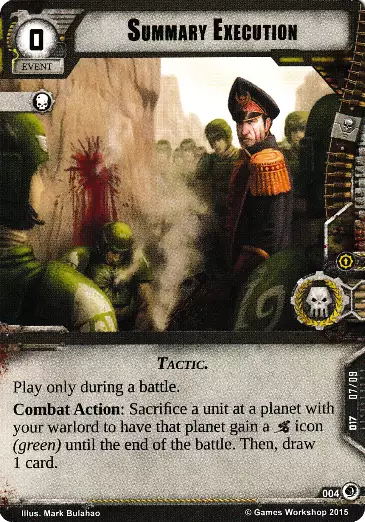 0
SUMMARY EXECUTION
EVENT
TACTIC.
Play only during a battle.
Combat Action: Sacrifice a unit at a planet with
your warlord to have that planet gain a icon
(green) until the end of the battle. Then, draw
1 card.
017 07/09
004
Illus. Mark Bulahao
© Games Workshop 2015